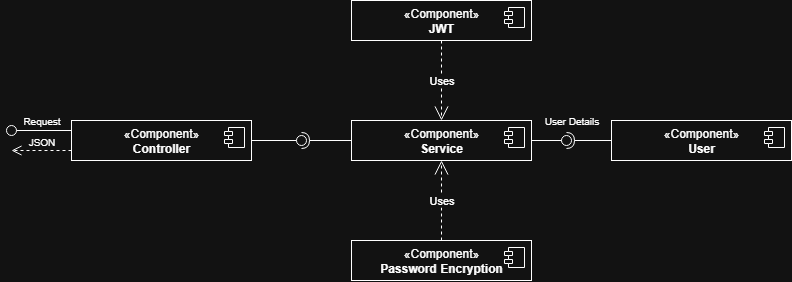 «Component»
JWT
Uses
Request
JSON
«Component»
Controller
«Component»
Service
User Details
«Component»
User
Uses
«Component»
Password Encryption